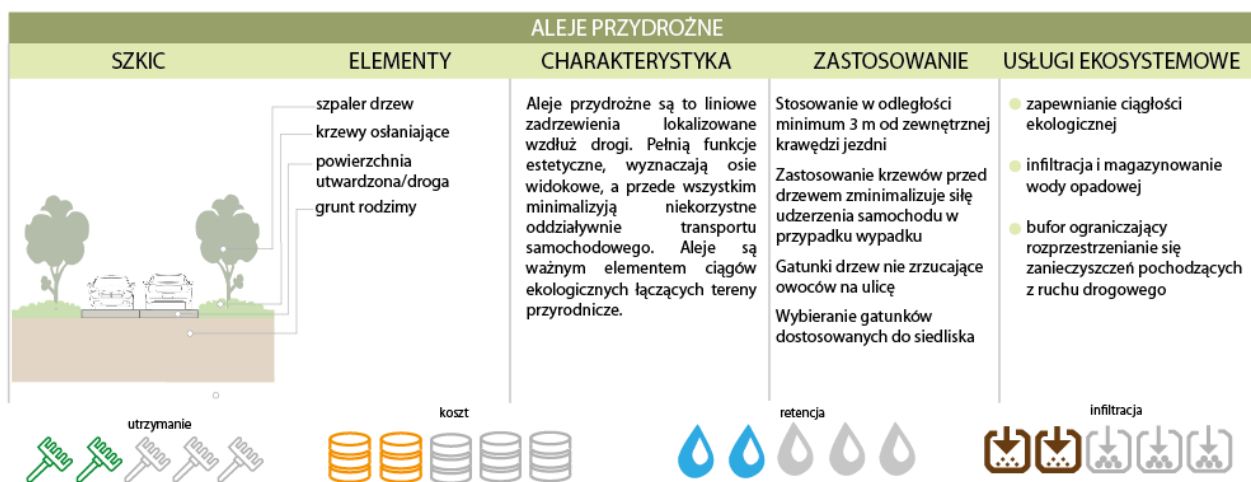 ALEJE PRZYDROŻNE
SZKIC
ELEMENTY
CHARAKTERYSTYKA
ZASTOSOWANIE
USŁUGI EKOSYSTEMOWE
szpaler drzew
krzewy osłaniające
powierzchnia
utwardzona/droga
grunt rodzimy
Aleje przydrożne są to liniowe
zadrzewienia lokalizowane
wzdłuż drogi. Pełnią funkcje
estetyczne, wyznaczają osie
widokowe, a przede wszystkim
minimalizyją niekorzystne
oddziaływnie transportu
samochodowego. Aleje są
ważnym elementem ciągów
ekologicznych łączących tereny
przyrodnicze.
Stosowanie w odległości
minimum 3 m od zewnętrznej
krawędzi jezdni
Zastosowanie krzewów przed
drzewem zminimalizuje siłę
udzerzenia samochodu w
przypadku wypadku
Gatunki drzew nie zrzucające
owoców na ulicę
Wybieranie gatunków
dostosowanych do siedliska
zapewnianie ciągłości
ekologicznej
infiltracja i magazynowanie
wody opadowej
bufor ograniczający
rozprzestrzenianie się
zanieczyszczeń pochodzących
z ruchu drogowego
utrzymanie
koszt
retencja
infiltracja